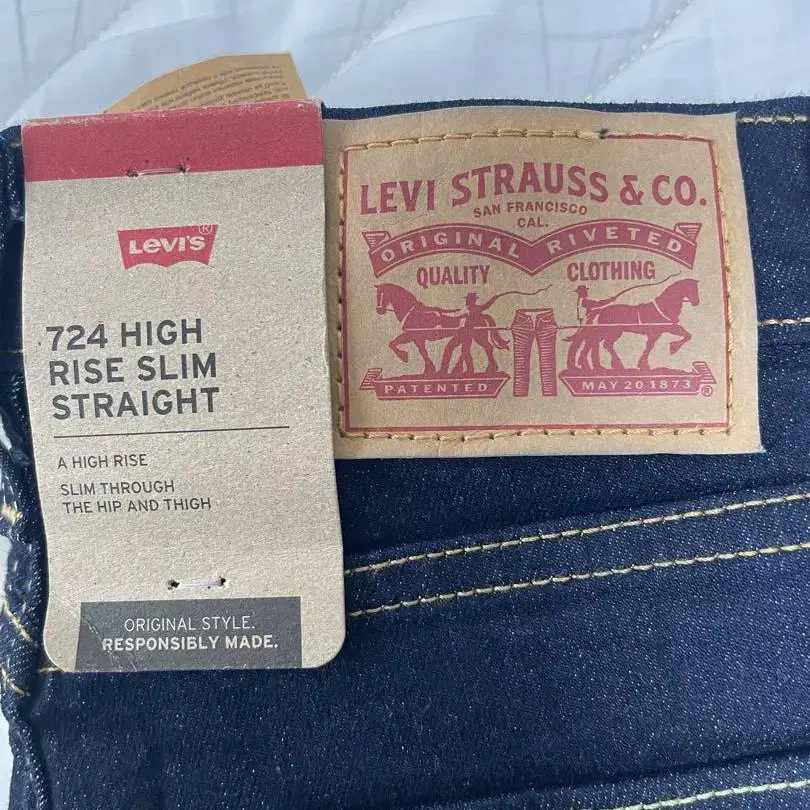 LEVI'S®
724 HIGH
RISE SLIM
STRAIGHT
A HIGH RISE
SLIM THROUGH
THE HIP AND THIGH
ORIGINAL STYLE.
RESPONSIBLY MADE.
LEVI STRAUSS & CO.
SAN FRANCISCO
CAL.
ORIGINAL RIVETED
QUALITY CLOTHING
PATENTED MAY 20 1873 ®